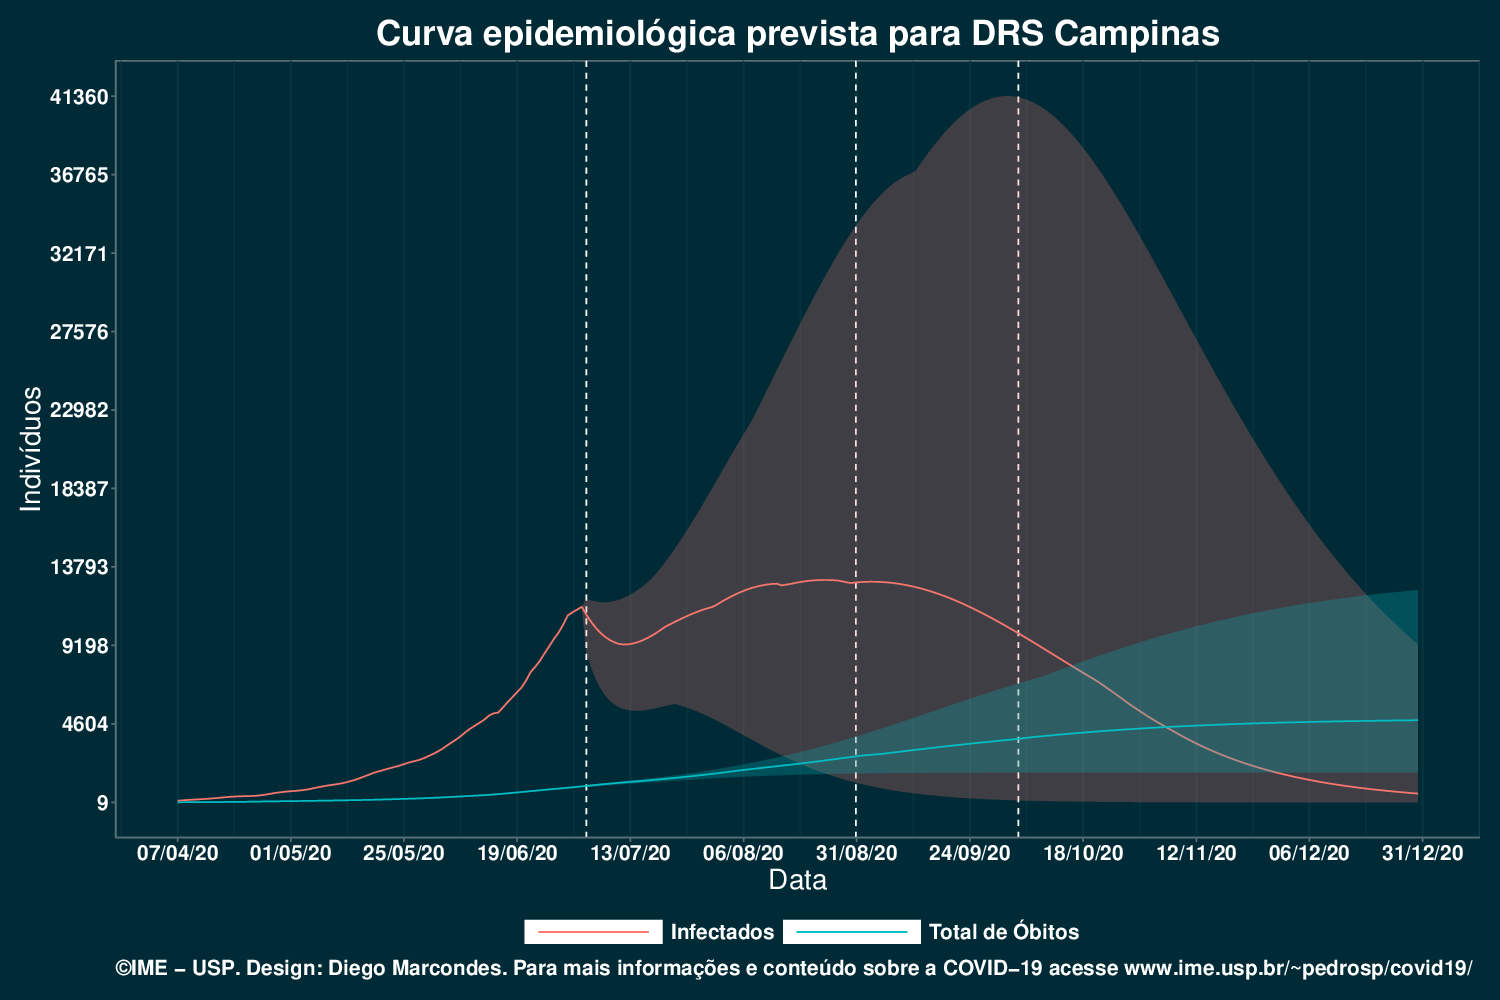 Curva epidemiológica prevista para DRS Campinas
41360
36765
32171
27576
22982
18387
13793
9198
4604
9
Indivíduos
07/04/20 01/05/20 25/05/20 19/06/20 13/07/20 06/08/20 31/08/20 24/09/20 18/10/20 12/11/20 06/12/20 31/12/20
Data
Infectados Total de Óbitos
©IME − USP. Design: Diego Marcondes. Para mais informações e conteúdo sobre a COVID−19 acesse www.ime.usp.br/~pedrosp/covid19/